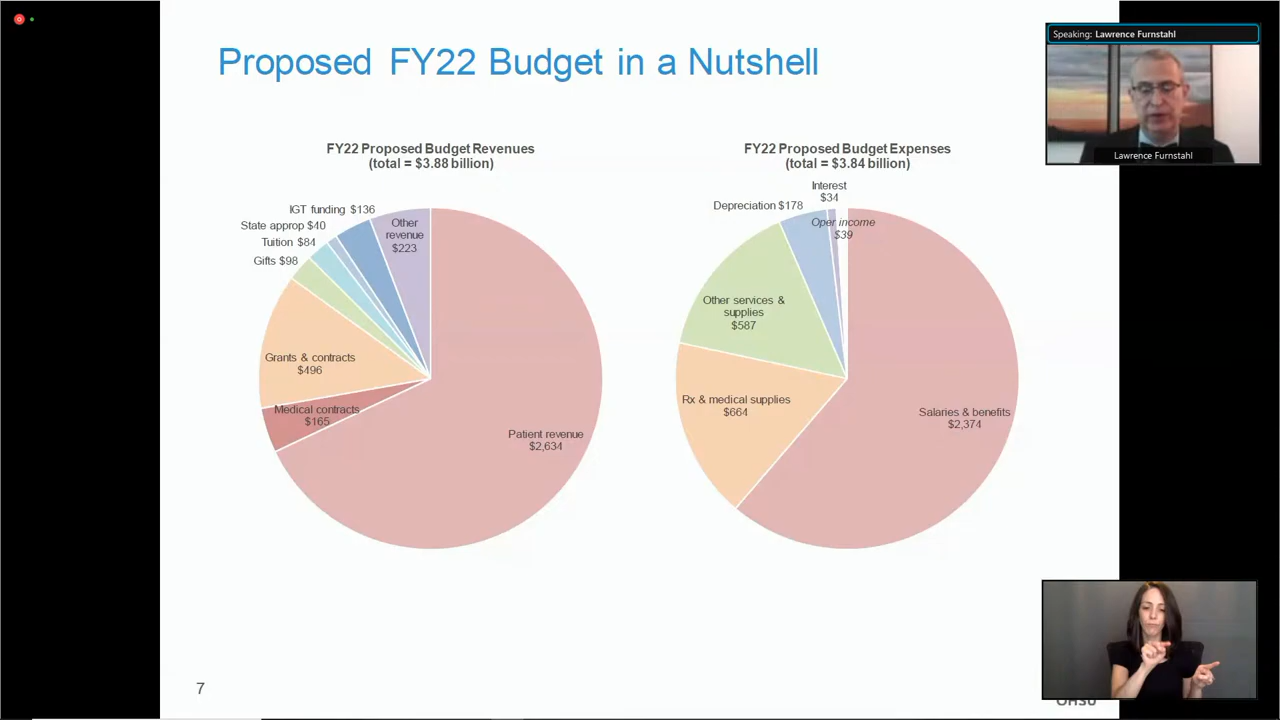 Proposed FY22 Budget in a Nutshell
Speaking: Lawrence Furnstahl
Lawrence Furnstahl
FY22 Proposed Budget Revenues
(total = $3.88 billion)
IGT funding $136
State approp $40
Tuition $84
Gifts $98
Other
revenue
$223
Grants & contracts
$496
Medical contracts
$165
Patient revenue
$2,634
FY22 Proposed Budget Expenses
(total = $3.84 billion)
Interest
$34
Depreciation $178
Oper income
$39
Other services &
supplies
$587
Rx & medical supplies
$664
Salaries & benefits
$2,374
7
OHSU